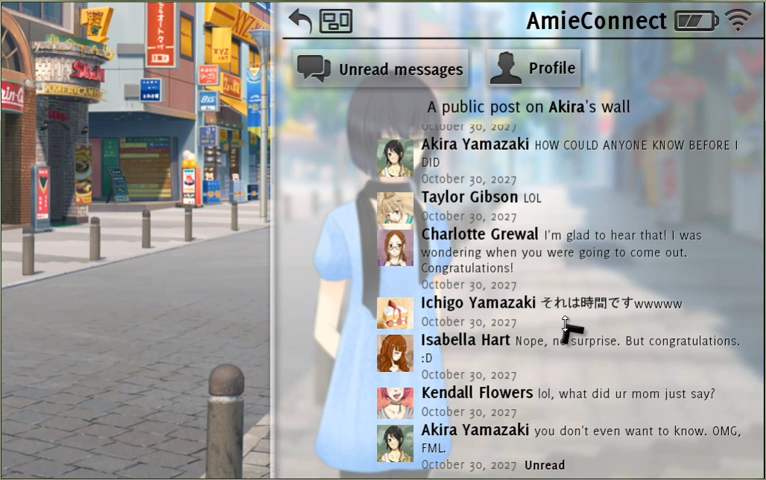 AmieConnect
Unread messages
Profile
A public post on Akira's wall
October 30, 2027
Akira Yamazaki HOW COULD ANYONE KNOW BEFORE I
DID
October 30, 2027
Taylor Gibson LOL
October 30, 2027
Charlotte Grewal I'm glad to hear that! I was
wondering when you were going to come out.
Congratulations!
October 30, 2027
Ichigo Yamazaki それは時間ですwwwww
October 30, 2027
Isabella Hart Nope, no surprise. But congratulations.
:D
October 30, 2027
Kendall Flowers lol, what did ur mom just say?
October 30, 2027
Akira Yamazaki you don't even want to know. OMG,
FML.
October 30, 2027 Unread
XYZ
AMERICAN